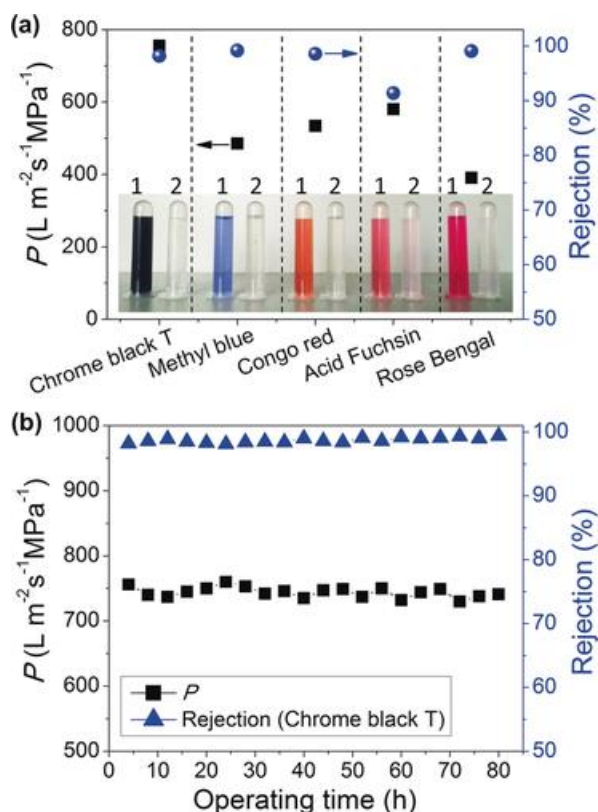 (a)
800
600
400
300
200
100
0
P (L m⁻²s⁻¹MPa⁻¹)
1 2 1 2 1 2 1 2 1 2
100
90
80
70
60
50
Rejection (%)
Chrome black T
Methyl blue
Congo red
Acid Fuchsin
Rose Bengal
(b)
1000
900
800
700
600
500
P (L m⁻²s⁻¹MPa⁻¹)
P
Rejection (Chrome black T)
100
90
80
70
60
50
Rejection (%)
0 10 20 30 40 50 60 70 80
Operating time (h)